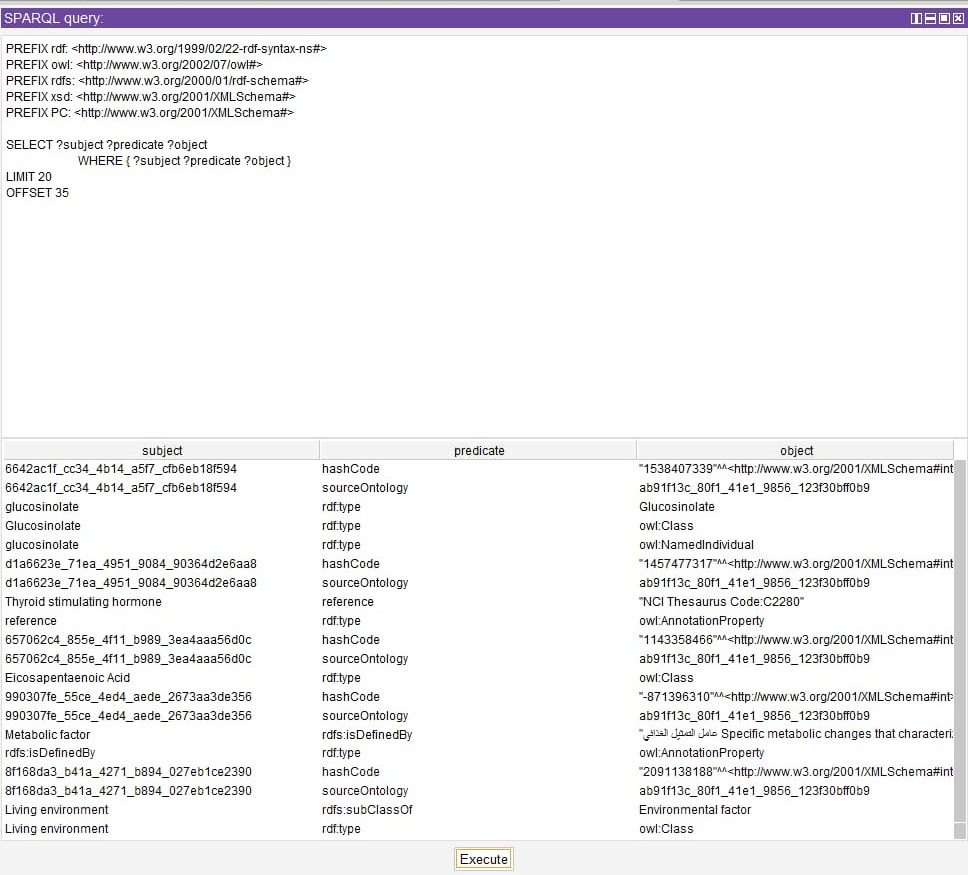 SPARQL query:
PREFIX rdf: <http://www.w3.org/1999/02/22-rdf-syntax-ns#>
PREFIX owl: <http://www.w3.org/2002/07/owl#>
PREFIX rdfs: <http://www.w3.org/2000/01/rdf-schema#>
PREFIX xsd: <http://www.w3.org/2001/XMLSchema#>
PREFIX PC: <http://www.w3.org/2001/XMLSchema#>
SELECT ?subject ?predicate ?object
WHERE { ?subject ?predicate ?object }
LIMIT 20
OFFSET 35
subject predicate object
6642ac1f_cc34_4b14_a5f7_cfb6eb18f594 hashCode "1538407339"^^<http://www.w3.org/2001/XMLSchema#int
6642ac1f_cc34_4b14_a5f7_cfb6eb18f594 sourceOntology ab91f13c_80f1_41e1_9856_123f30bff0b9
glucosinolate rdf:type Glucosinolate
Glucosinolate rdf:type owl:Class
glucosinolate rdf:type owl:NamedIndividual
d1a6623e_71ea_4951_9084_90364d2e6aa8 hashCode "1457477317"^^<http://www.w3.org/2001/XMLSchema#int
d1a6623e_71ea_4951_9084_90364d2e6aa8 sourceOntology ab91f13c_80f1_41e1_9856_123f30bff0b9
Thyroid stimulating hormone reference "NCI Thesaurus Code:C2280"
reference rdf:type owl:AnnotationProperty
657062c4_855e_4f11_b989_3ea4aaa56d0c hashCode "1143358466"^^<http://www.w3.org/2001/XMLSchema#int
657062c4_855e_4f11_b989_3ea4aaa56d0c sourceOntology ab91f13c_80f1_41e1_9856_123f30bff0b9
Eicosapentaenoic Acid rdf:type owl:Class
990307fe_55ce_4ed4_aede_2673aa3de356 hashCode "-871396310"^^<http://www.w3.org/2001/XMLSchema#int>
990307fe_55ce_4ed4_aede_2673aa3de356 sourceOntology ab91f13c_80f1_41e1_9856_123f30bff0b9
Metabolic factor rdfs:isDefinedBy "عامل التمثيل الغذائي Specific metabolic changes that characteri
rdfs:isDefinedBy rdf:type owl:AnnotationProperty
8f168da3_b41a_4271_b894_027eb1ce2390 hashCode "2091138188"^^<http://www.w3.org/2001/XMLSchema#int
8f168da3_b41a_4271_b894_027eb1ce2390 sourceOntology ab91f13c_80f1_41e1_9856_123f30bff0b9
Living environment rdfs:subClassOf Environmental factor
Living environment rdf:type owl:Class
Execute